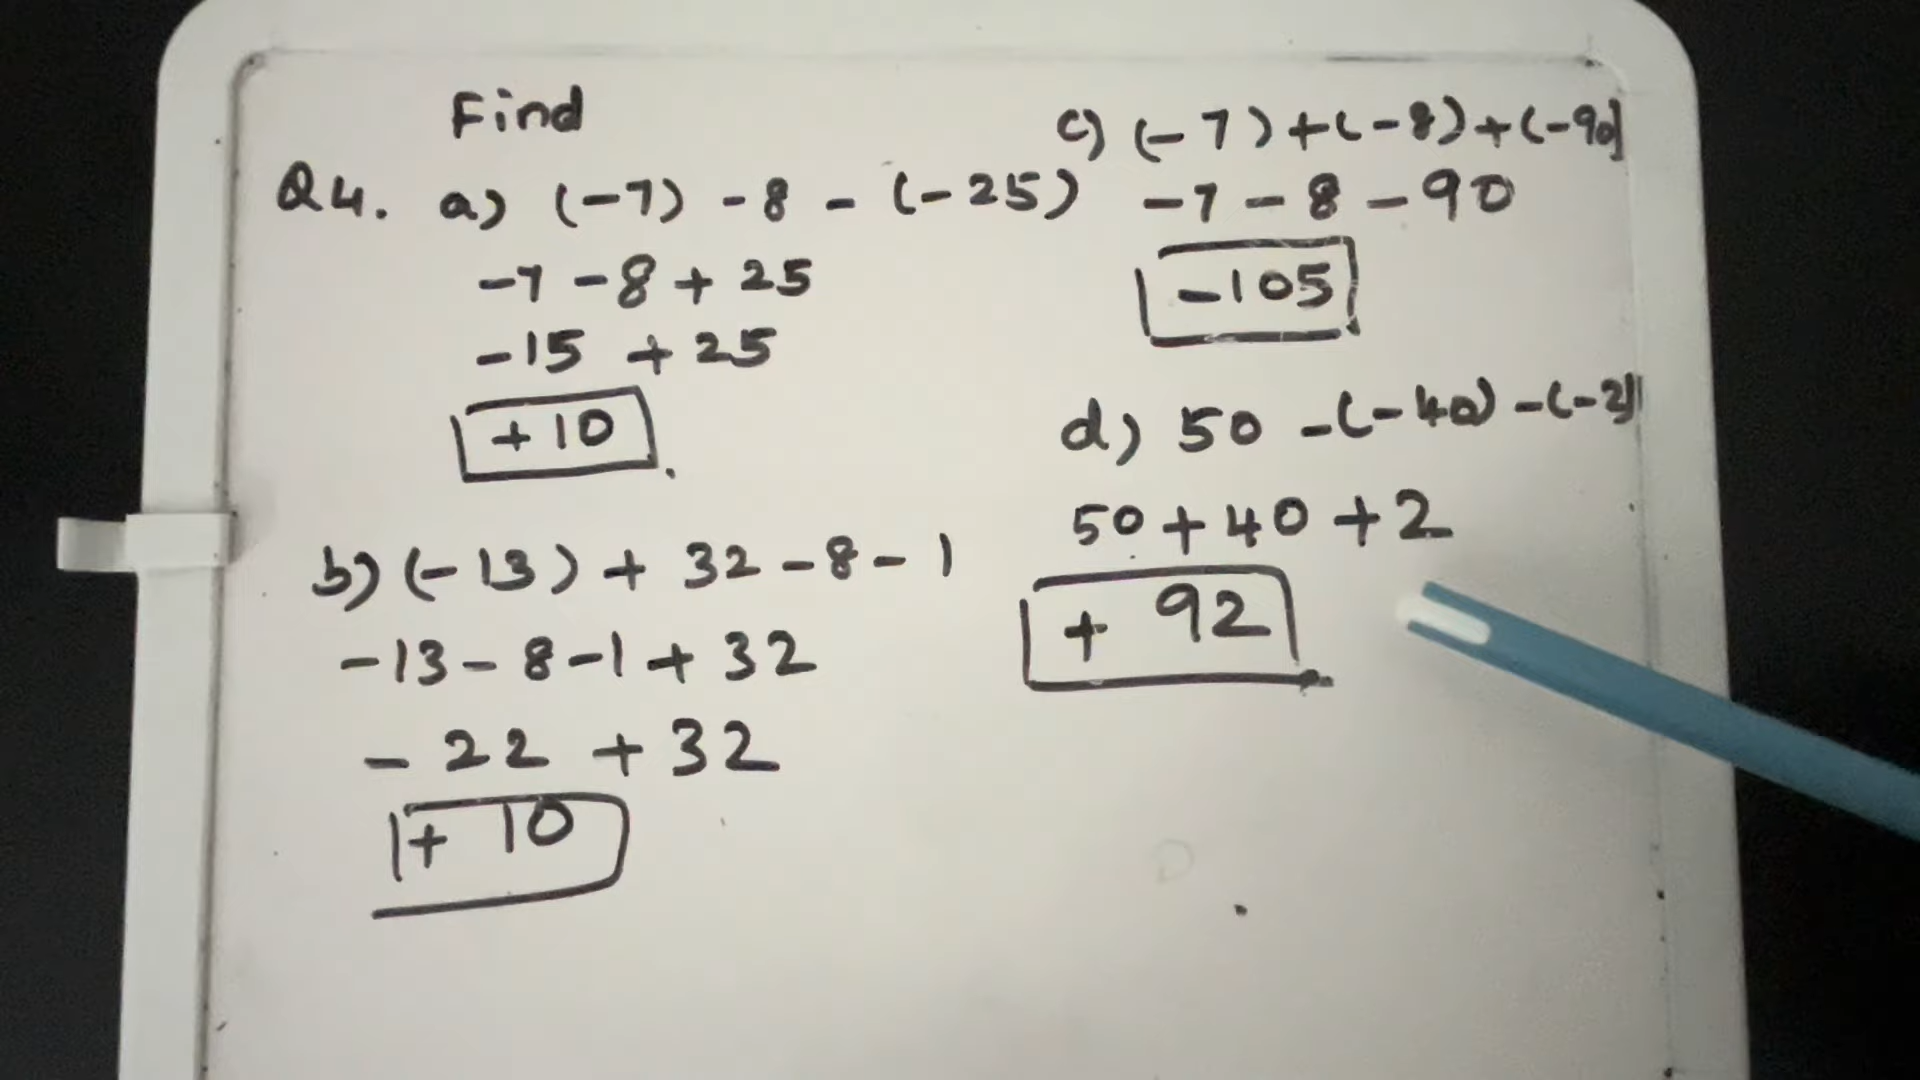 Find
Q4. a) (-7) - 8 - (-25)
-7 - 8 + 25
-15 + 25
+10
b) (-13) + 32 - 8 - 1
-13 - 8 - 1 + 32
- 22 + 32
+ 10
c) (-7) + (-8) + (-90)
-7 - 8 - 90
-105
d) 50 - (-40) - (-2)
50 + 40 + 2
+ 92